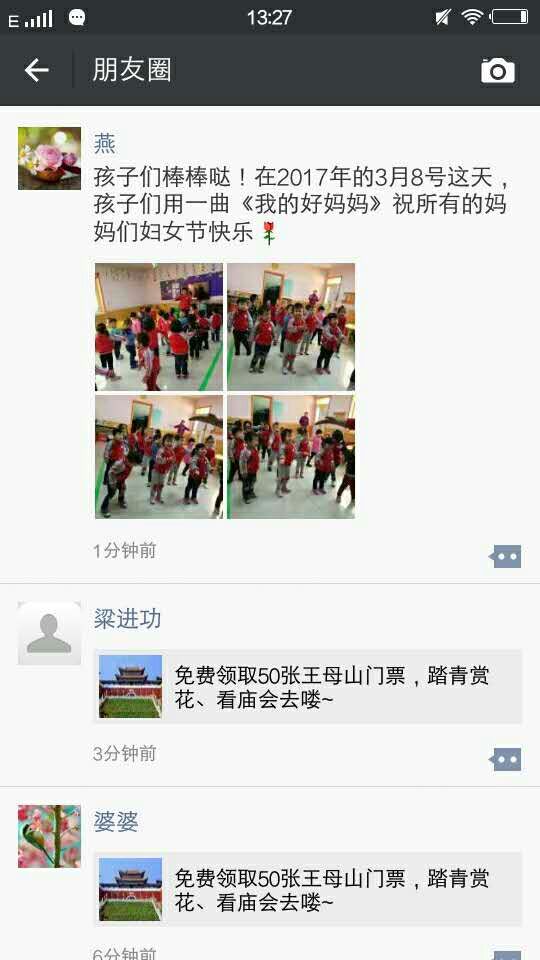 E
13:27
朋友圈
燕
孩子们棒棒哒！在2017年的3月8号这天，
孩子们用一曲《我的好妈妈》祝所有的妈
妈们妇女节快乐🌹
1分钟前
梁进功
免费领取50张王母山门票，踏青赏
花、看庙会去喽~
3分钟前
婆婆
免费领取50张王母山门票，踏青赏
花、看庙会去喽~
6分钟前